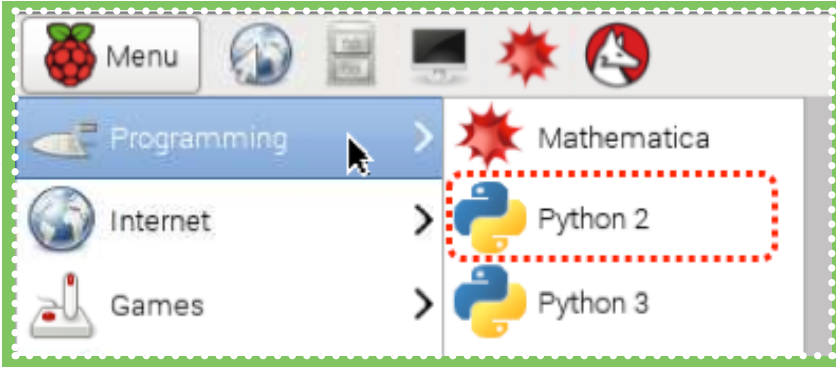 Menu
Programming
Internet
Games
Mathematica
Python 2
Python 3